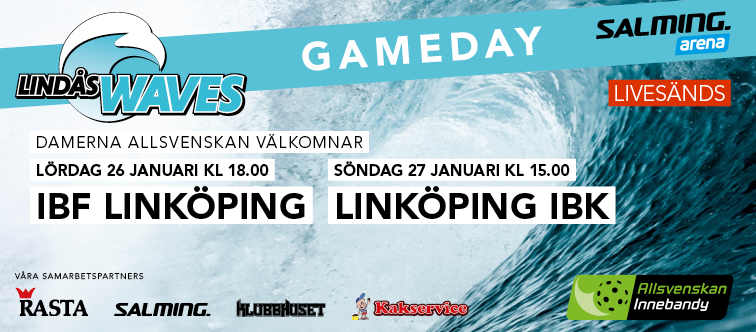 GAMEDAY
SALMING.
arena
LINDÅS
WAVES
LIVESÄNDS
DAMERNA ALLSVENSKAN VÄLKOMNAR
LÖRDAG 26 JANUARI KL 18.00
IBF LINKÖPING
SÖNDAG 27 JANUARI KL 15.00
LINKÖPING IBK
VÅRA SAMARBETSPARTNERS
RASTA
SALMING.
KLUBBHUSET
Kakservice
Allsvenskan
Innebandy